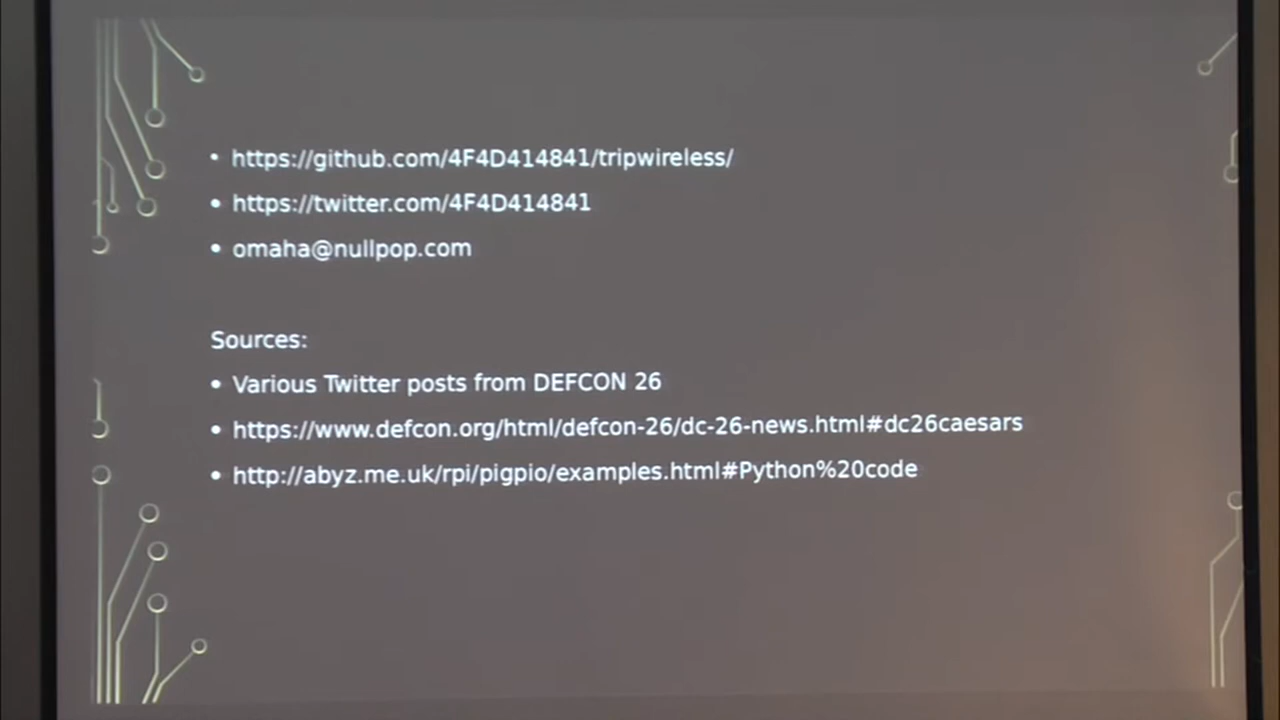 • https://github.com/4F4D414841/tripwireless/
• https://twitter.com/4F4D414841
• omaha@nullpop.com
Sources:
• Various Twitter posts from DEFCON 26
• https://www.defcon.org/html/defcon-26/dc-26-news.html#dc26caesars
• http://abyz.me.uk/rpi/pigpio/examples.html#Python%20code